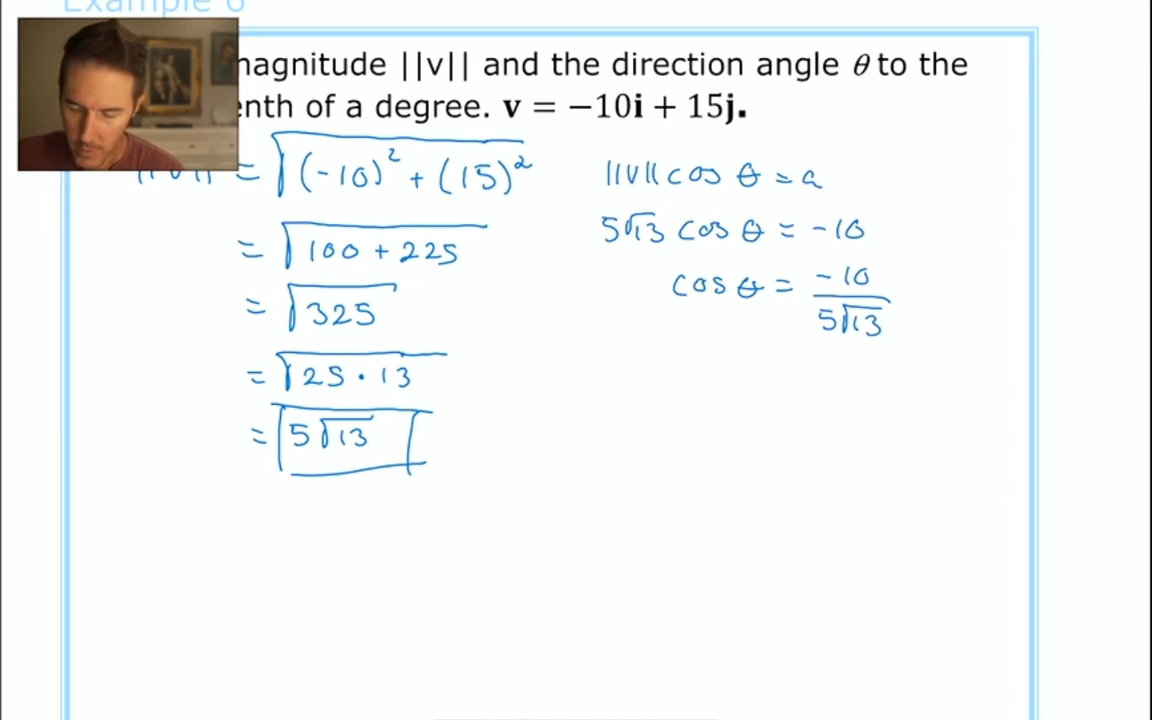 Example 6
magnitude ||v|| and the direction angle θ to the
enth of a degree. v = −10i + 15j.
||v|| = √(-10)² + (15)²
= √100 + 225
= √325
= √25 · 13
= 5√13
||v|| cos θ = a
5√13 cos θ = -10
cos θ = -10/5√13